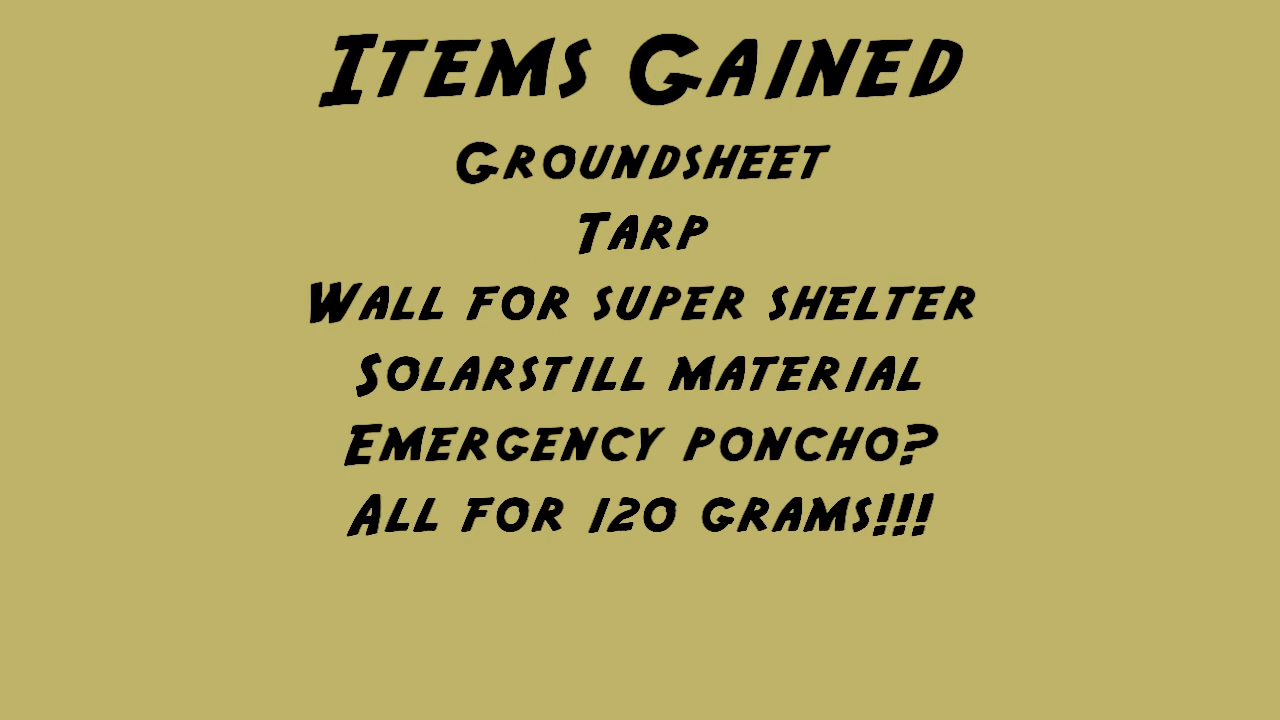 Items Gained
Groundsheet
Tarp
Wall for super shelter
Solarstill material
Emergency poncho?
All for 120 grams!!!